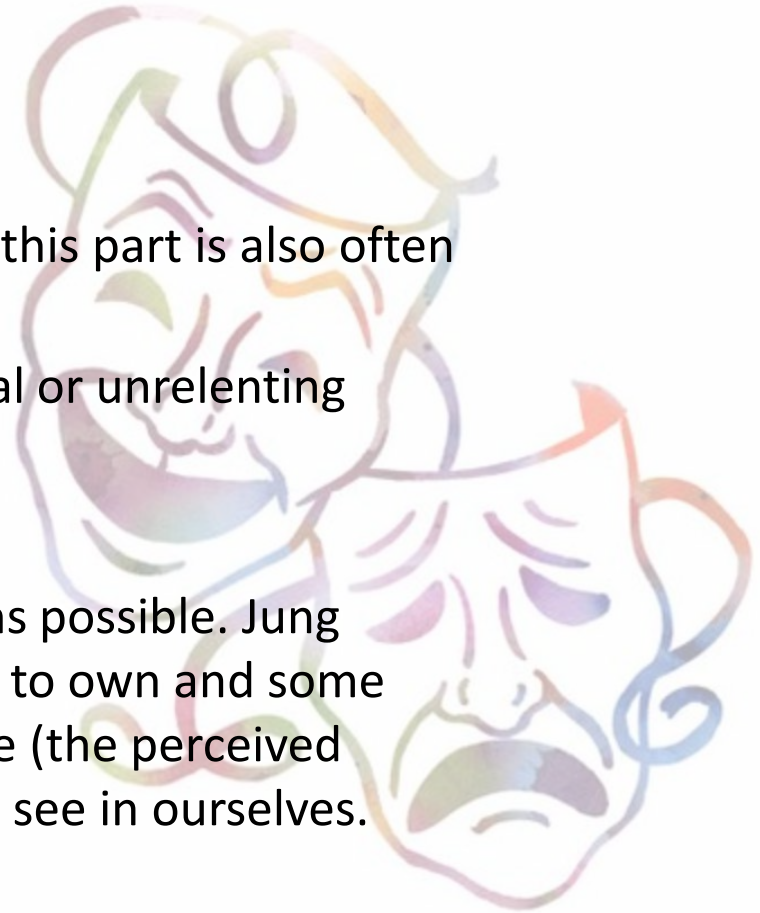 this part is also often
al or unrelenting
as possible. Jung
to own and some
e (the perceived
see in ourselves.